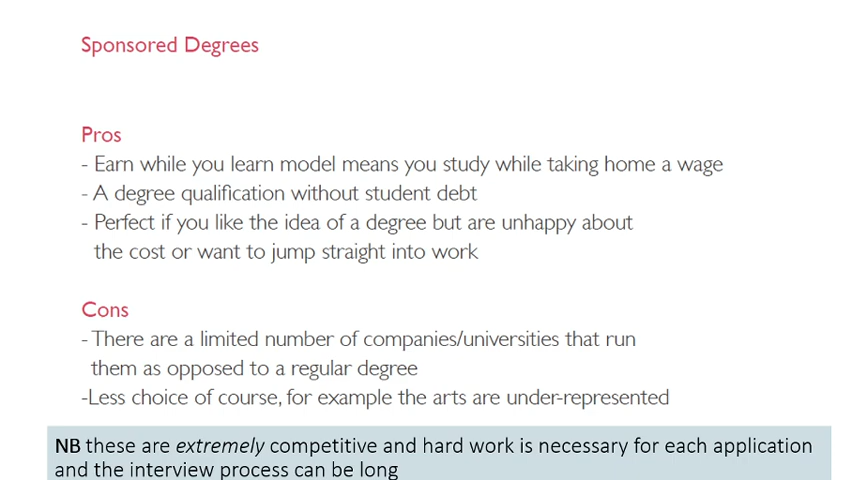 Sponsored Degrees
Pros
- Earn while you learn model means you study while taking home a wage
- A degree qualification without student debt
- Perfect if you like the idea of a degree but are unhappy about
the cost or want to jump straight into work
Cons
- There are a limited number of companies/universities that run
them as opposed to a regular degree
-Less choice of course, for example the arts are under-represented
NB these are extremely competitive and hard work is necessary for each application
and the interview process can be long